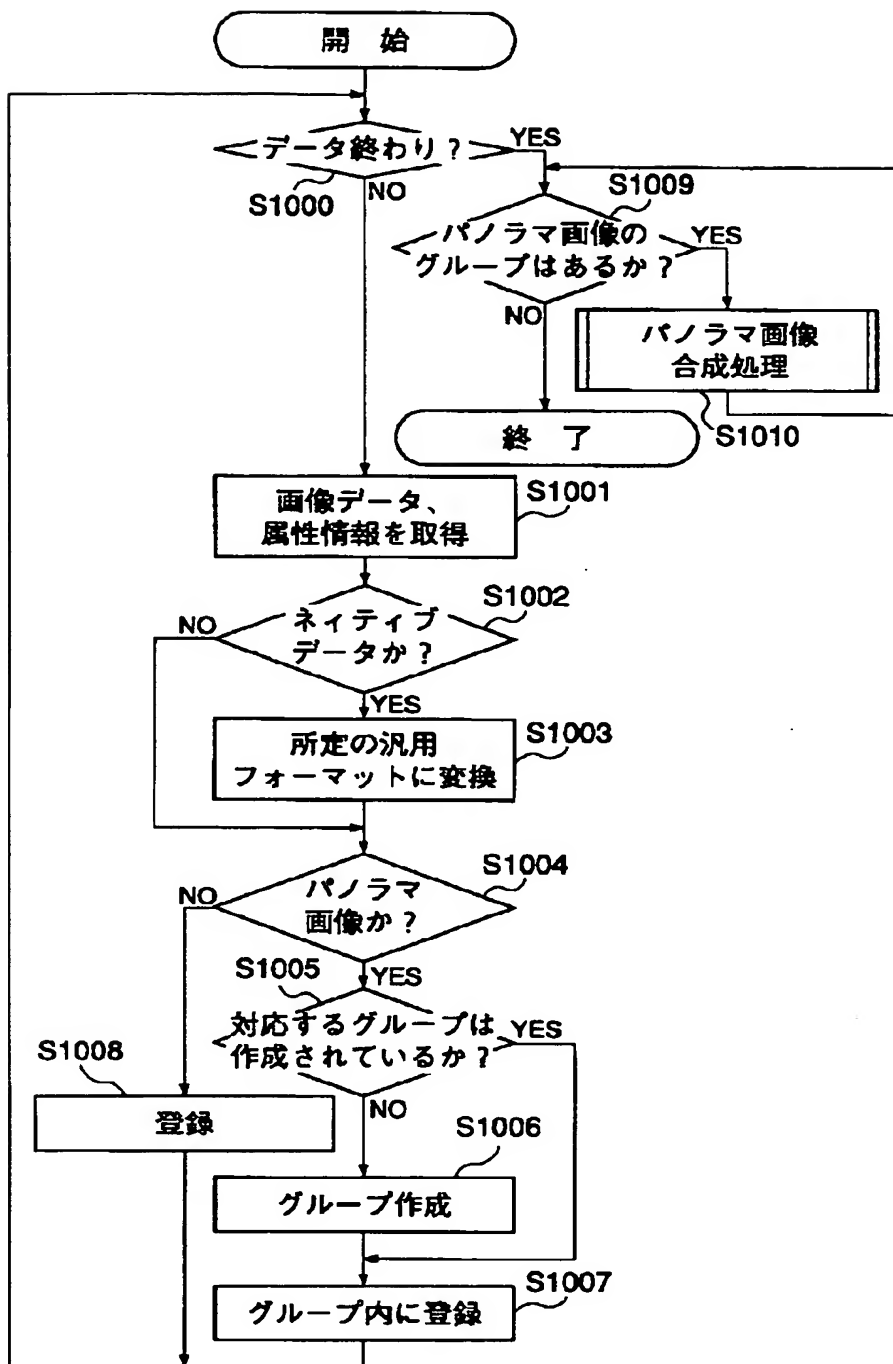 開 始
データ終わり？
YES
NO
S1000
S1009
パノラマ画像の
グループはあるか？
YES
NO
パノラマ画像
合成処理
S1010
終 了
S1001
画像データ、
属性情報を取得
S1002
ネィティブ
データか？
NO
YES
S1003
所定の汎用
フォーマットに変換
S1004
パノラマ
画像か？
NO
YES
S1005
対応するグループは
作成されているか？
YES
NO
S1008
登録
S1006
グループ作成
S1007
グループ内に登録